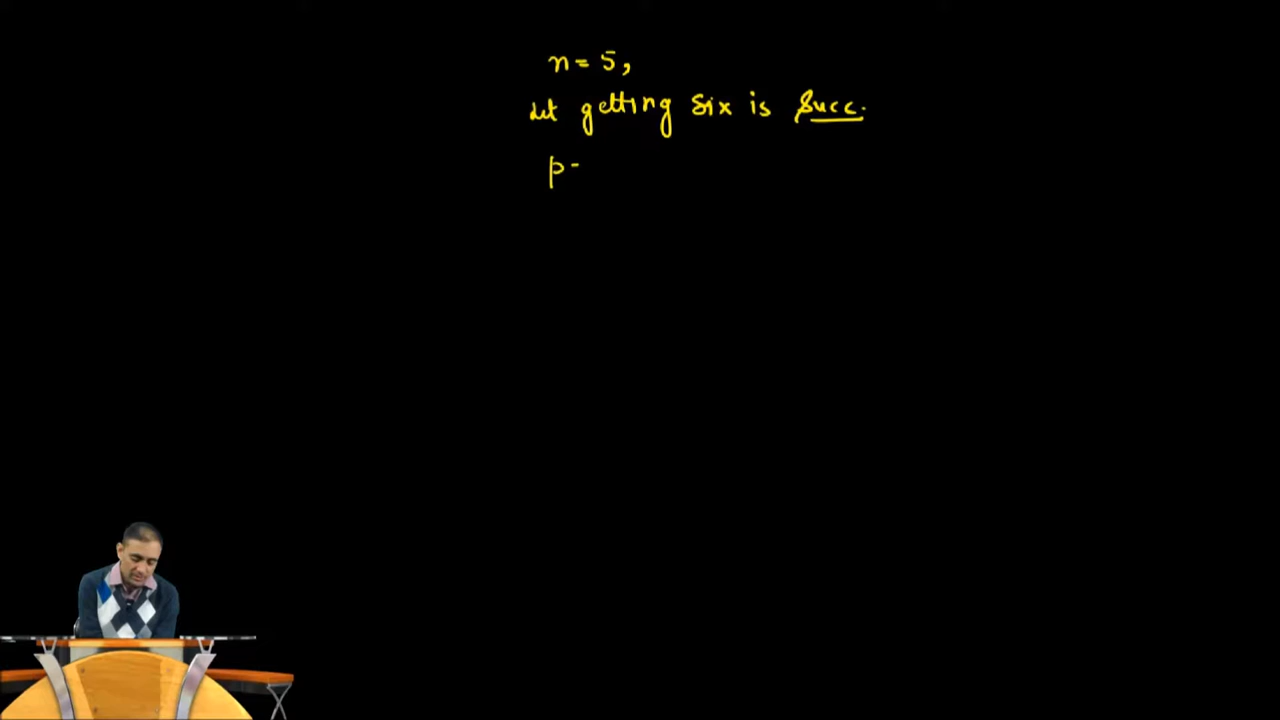 n = 5,
Let getting six is Succ.
p -